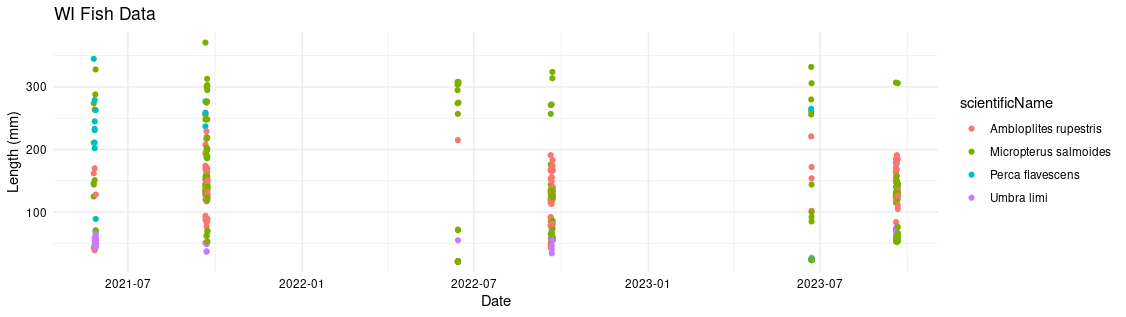 WI Fish Data
Length (mm)
300
200
100
2021-07
2022-01
2022-07
2023-01
2023-07
Date
scientificName
Ambloplites rupestris
Micropterus salmoides
Perca flavescens
Umbra limi